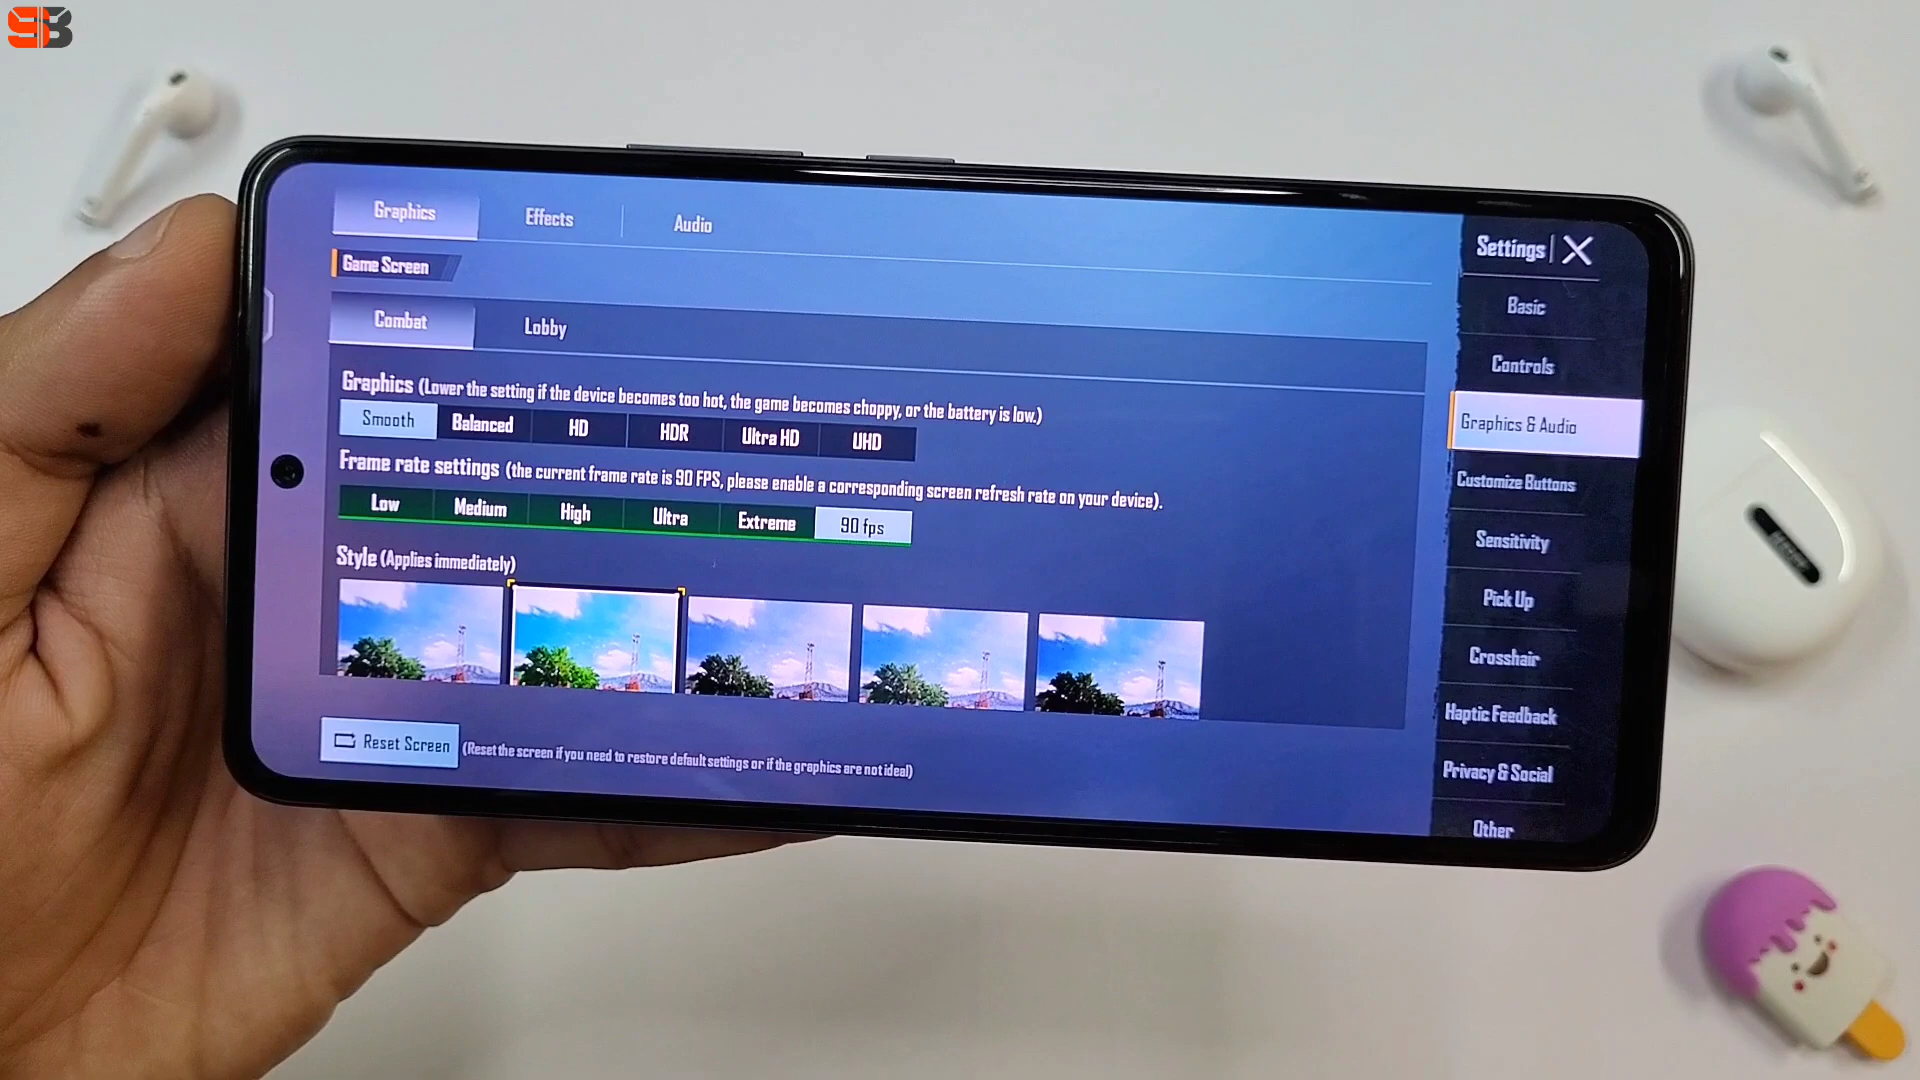 SB
Graphics
Effects
Audio
Game Screen
Combat
Lobby
Graphics (Lower the setting if the device becomes too hot, the game becomes choppy, or the battery is low.)
Smooth Balanced HD HDR Ultra HD UHD
Frame rate settings (the current frame rate is 90 FPS, please enable a corresponding screen refresh rate on your device).
Low Medium High Ultra Extreme 90 fps
Style (Applies immediately)
Reset Screen (Reset the screen if you need to restore default settings or if the graphics are not ideal)
Settings
Basic
Controls
Graphics & Audio
Customize Buttons
Sensitivity
Pick Up
Crosshair
Haptic Feedback
Privacy & Social
Other